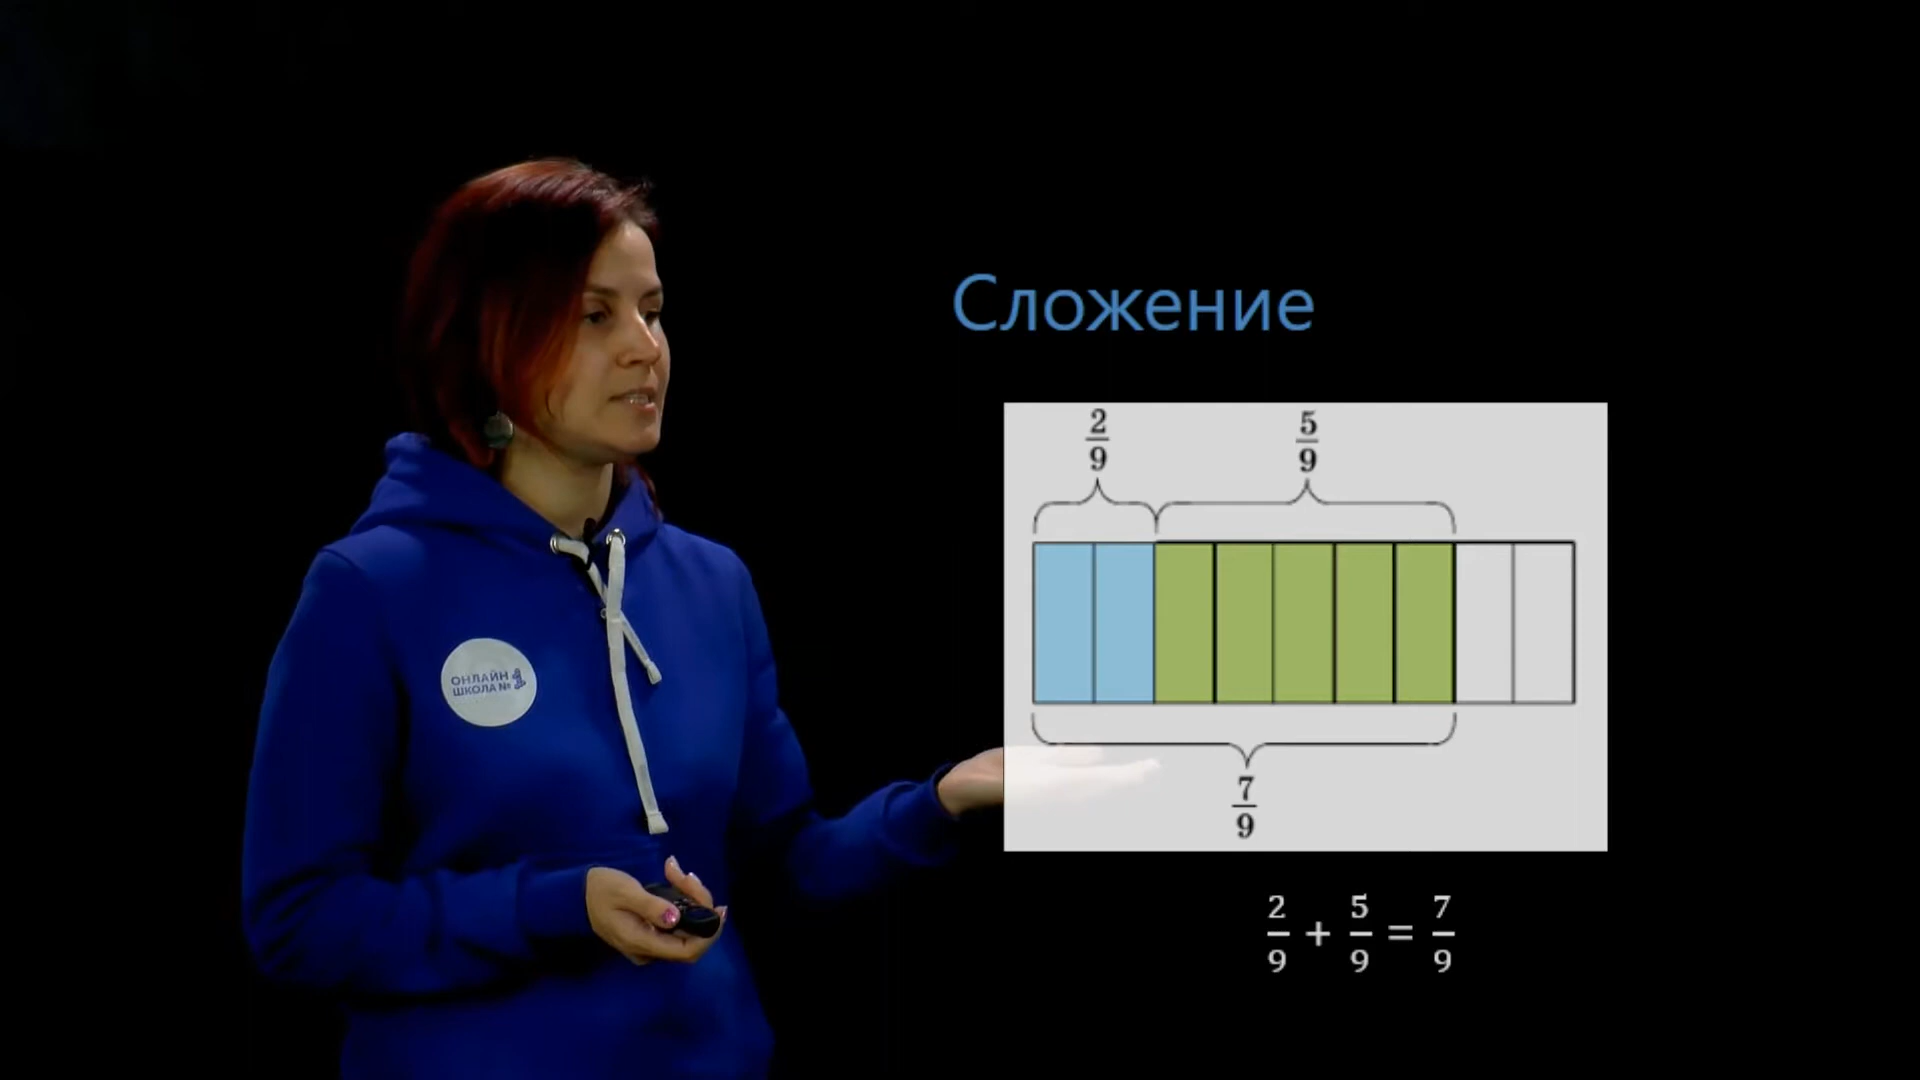 Сложение
2/9 5/9
7/9
2/9 + 5/9 = 7/9
ОНЛАЙН
ШКОЛА №1